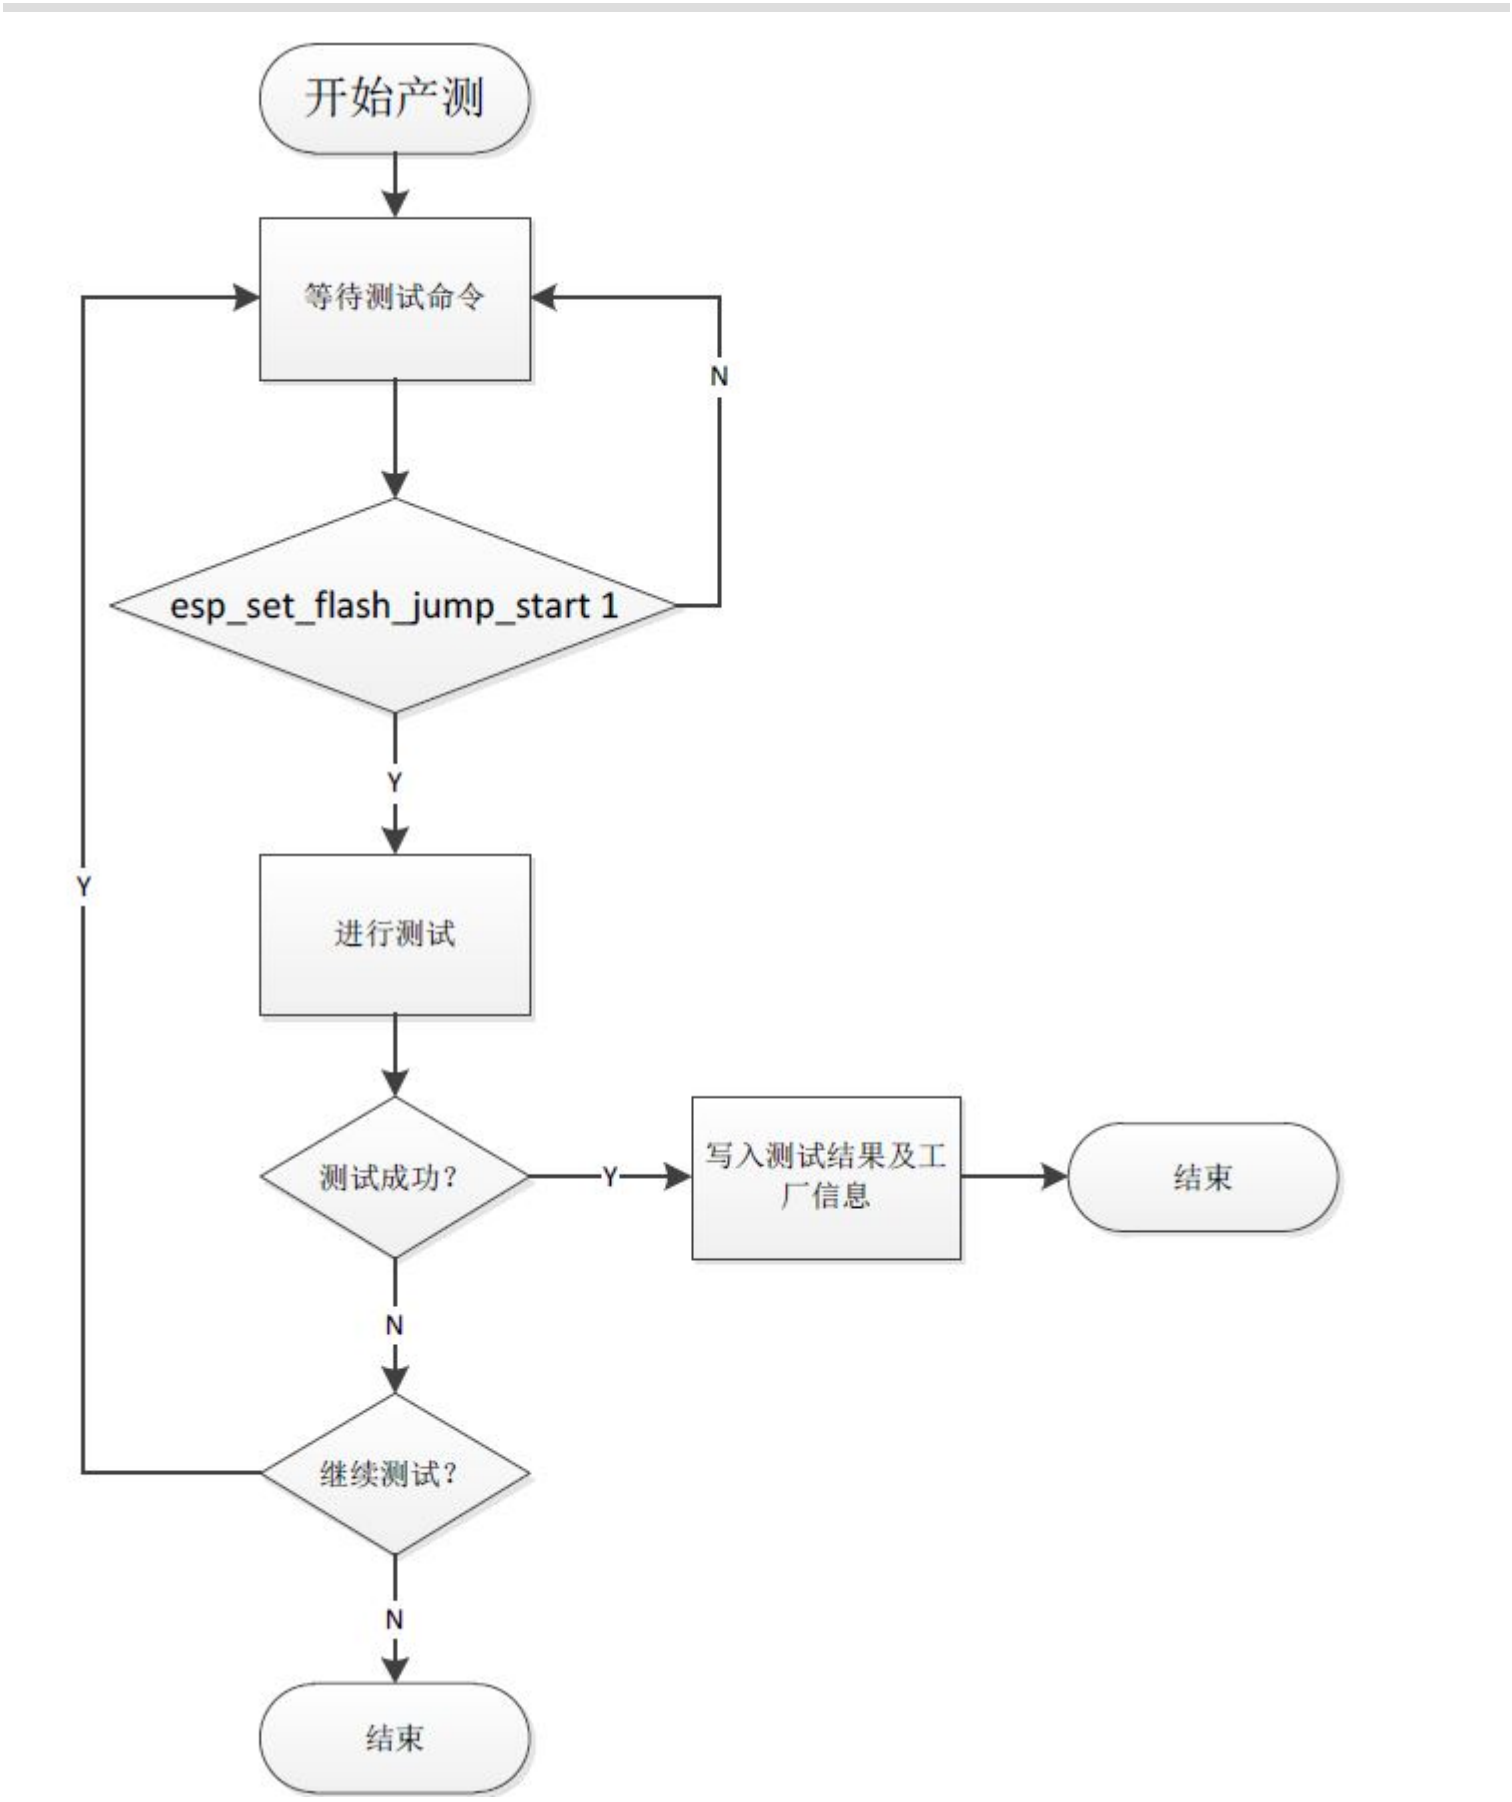 开始产测
等待测试命令
N
esp_set_flash_jump_start 1
Y
Y
进行测试
测试成功？
Y
写入测试结果及工
厂信息
结束
N
继续测试？
N
结束